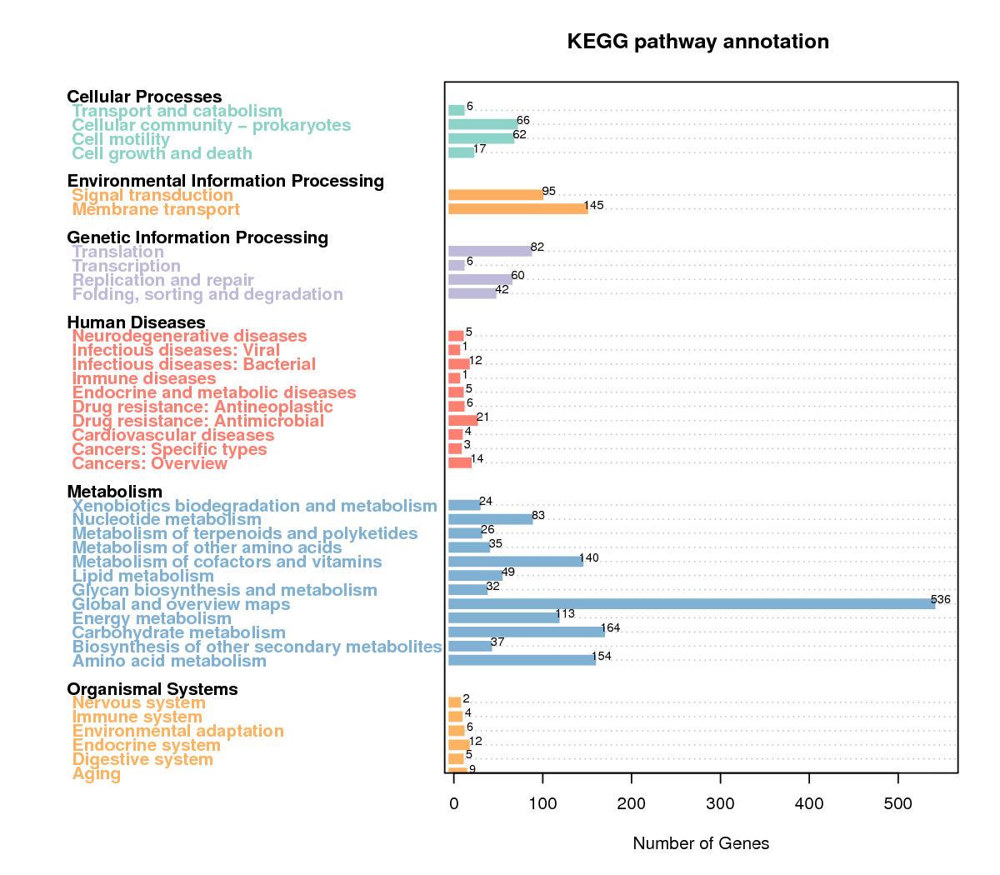 KEGG pathway annotation
Cellular Processes
Transport and catabolism 6
Cellular community − prokaryotes 66
Cell motility 62
Cell growth and death 17
Environmental Information Processing
Signal transduction 95
Membrane transport 145
Genetic Information Processing
Translation 82
Transcription 6
Replication and repair 60
Folding, sorting and degradation 42
Human Diseases
Neurodegenerative diseases 5
Infectious diseases: Viral 1
Infectious diseases: Bacterial 12
Immune diseases 1
Endocrine and metabolic diseases 5
Drug resistance: Antineoplastic 6
Drug resistance: Antimicrobial 21
Cardiovascular diseases 4
Cancers: Specific types 3
Cancers: Overview 14
Metabolism
Xenobiotics biodegradation and metabolism 24
Nucleotide metabolism 83
Metabolism of terpenoids and polyketides 26
Metabolism of other amino acids 35
Metabolism of cofactors and vitamins 140
Lipid metabolism 49
Glycan biosynthesis and metabolism 32
Global and overview maps 536
Energy metabolism 113
Carbohydrate metabolism 164
Biosynthesis of other secondary metabolites 37
Amino acid metabolism 154
Organismal Systems
Nervous system 2
Immune system 4
Environmental adaptation 6
Endocrine system 12
Digestive system 5
Aging 9
0 100 200 300 400 500
Number of Genes